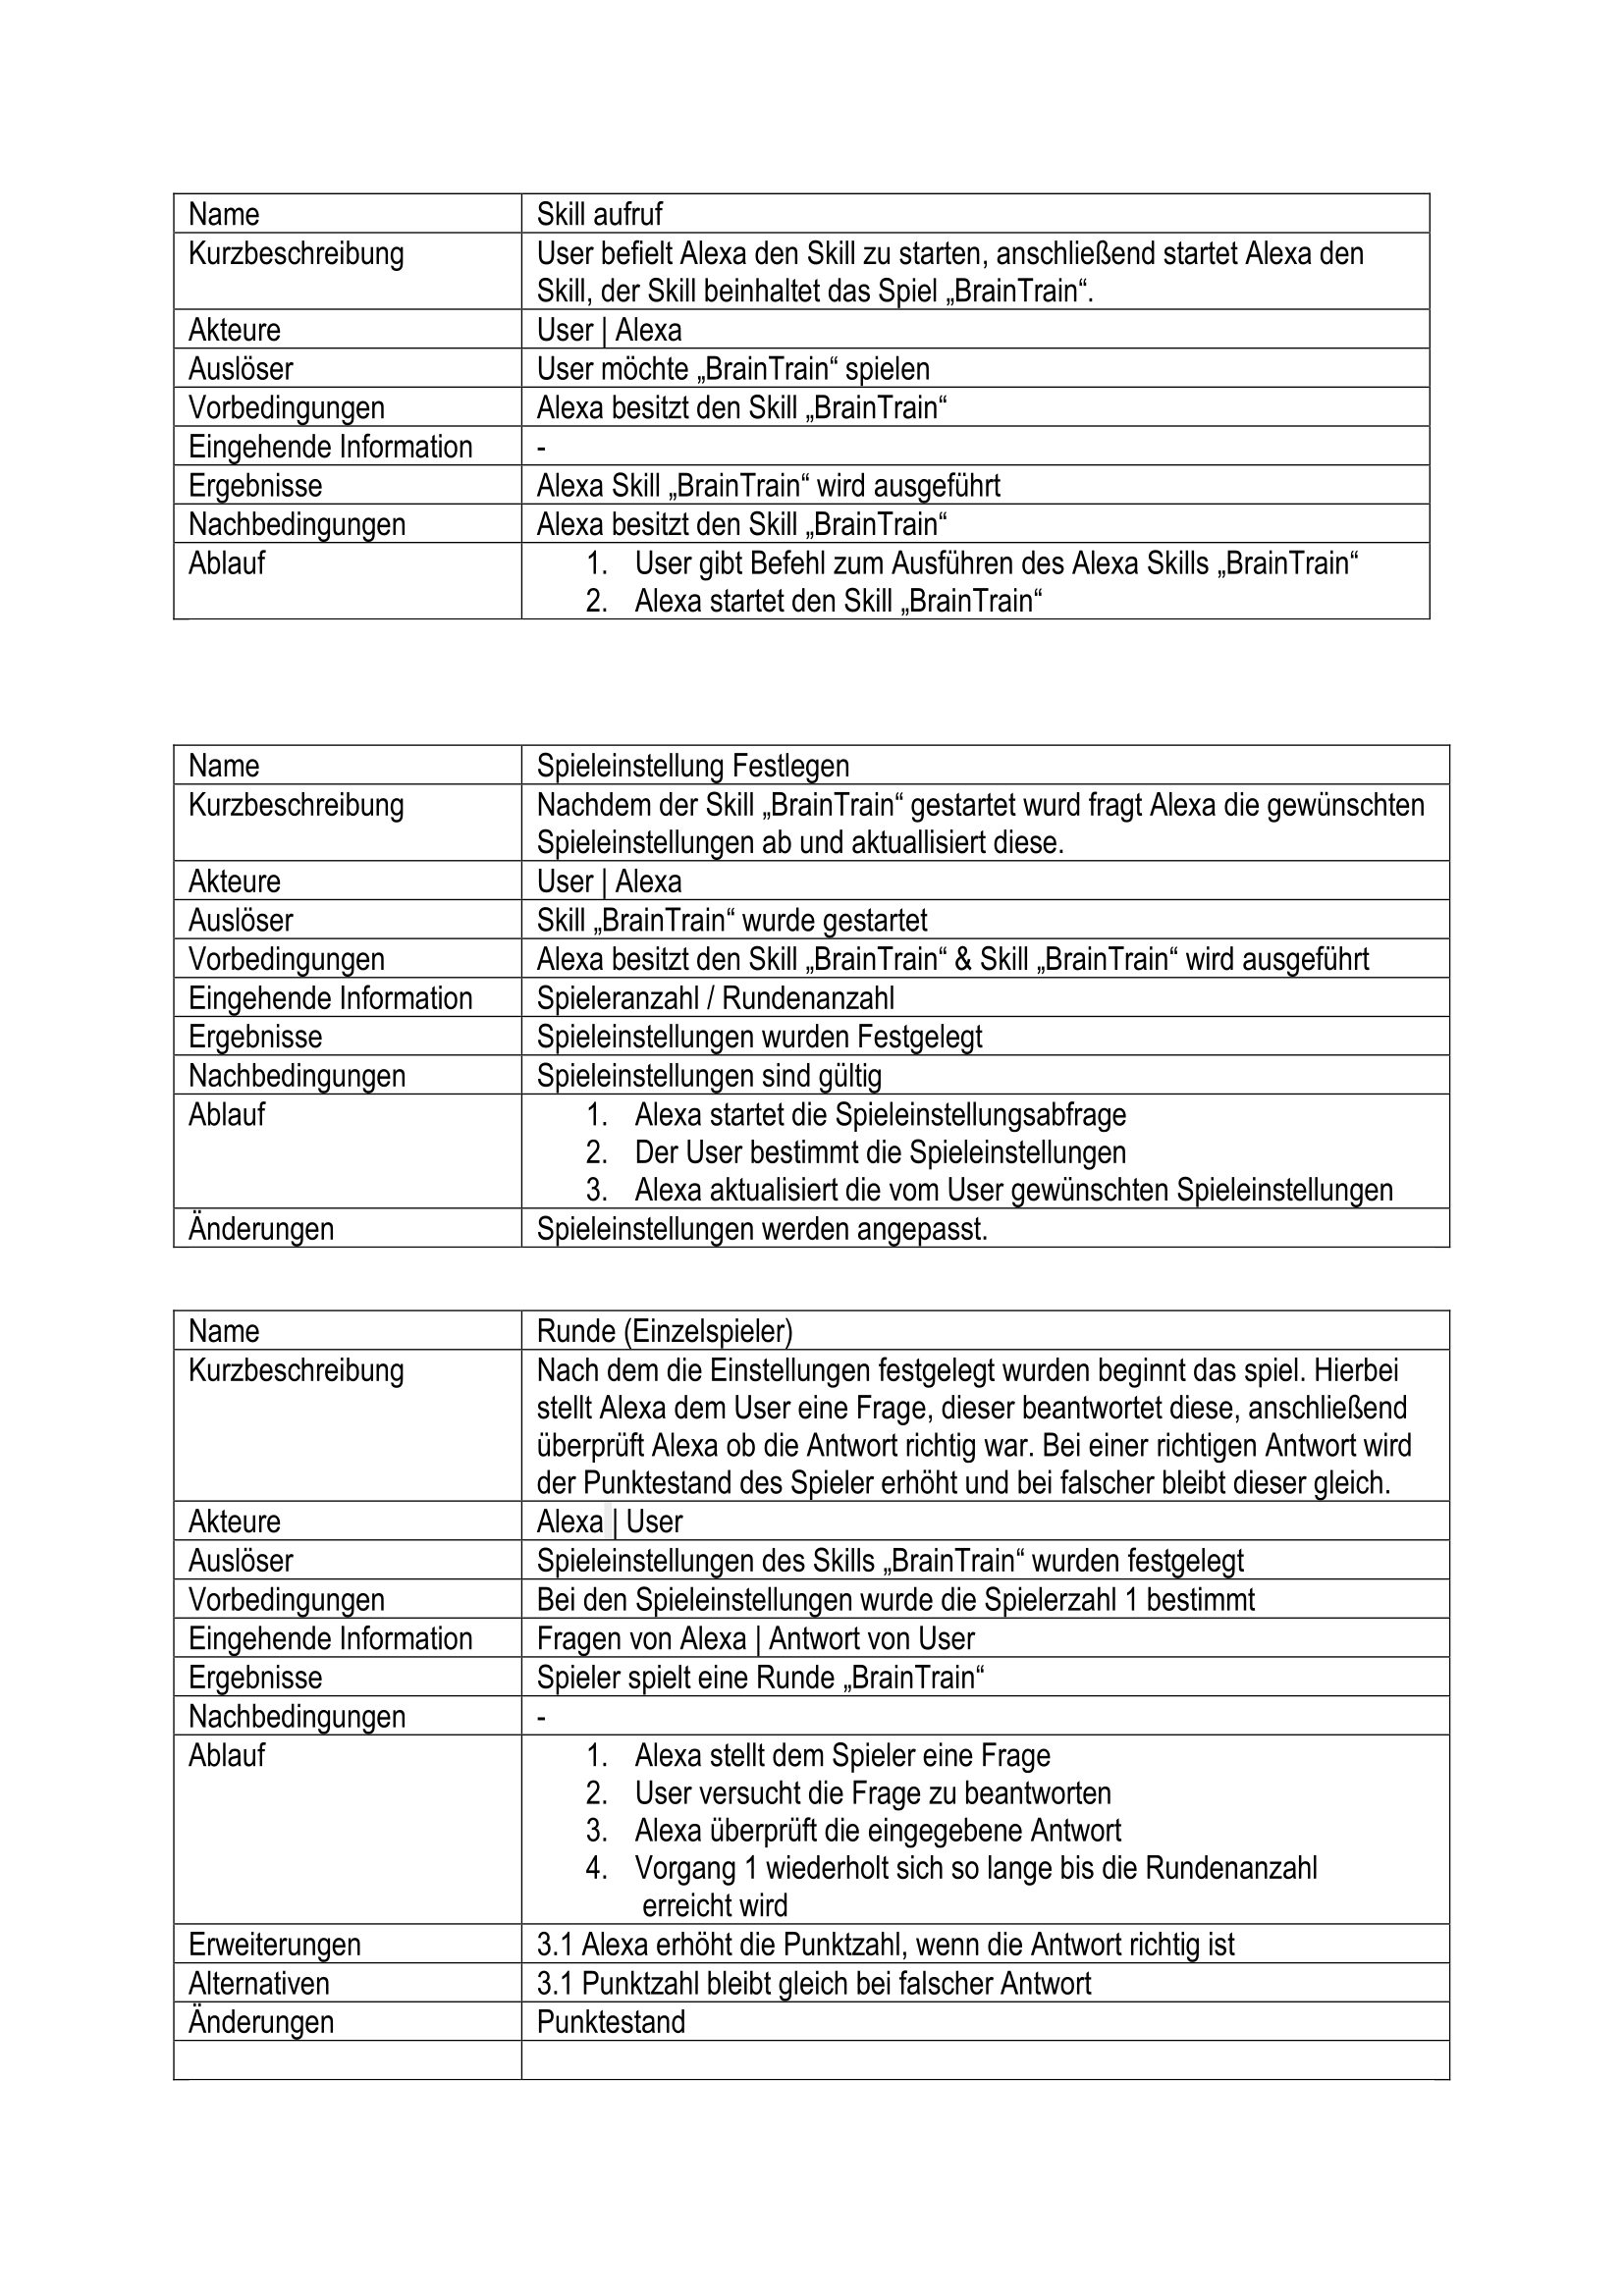 Name Skill aufruf
Kurzbeschreibung User befielt Alexa den Skill zu starten, anschließend startet Alexa den
Skill, der Skill beinhaltet das Spiel „BrainTrain“.
Akteure User | Alexa
Auslöser User möchte „BrainTrain“ spielen
Vorbedingungen Alexa besitzt den Skill „BrainTrain“
Eingehende Information -
Ergebnisse Alexa Skill „BrainTrain“ wird ausgeführt
Nachbedingungen Alexa besitzt den Skill „BrainTrain“
Ablauf 1. User gibt Befehl zum Ausführen des Alexa Skills „BrainTrain“
2. Alexa startet den Skill „BrainTrain“
Name Spieleinstellung Festlegen
Kurzbeschreibung Nachdem der Skill „BrainTrain“ gestartet wurd fragt Alexa die gewünschten
Spieleinstellungen ab und aktuallisiert diese.
Akteure User | Alexa
Auslöser Skill „BrainTrain“ wurde gestartet
Vorbedingungen Alexa besitzt den Skill „BrainTrain“ & Skill „BrainTrain“ wird ausgeführt
Eingehende Information Spieleranzahl / Rundenanzahl
Ergebnisse Spieleinstellungen wurden Festgelegt
Nachbedingungen Spieleinstellungen sind gültig
Ablauf 1. Alexa startet die Spieleinstellungsabfrage
2. Der User bestimmt die Spieleinstellungen
3. Alexa aktualisiert die vom User gewünschten Spieleinstellungen
Änderungen Spieleinstellungen werden angepasst.
Name Runde (Einzelspieler)
Kurzbeschreibung Nach dem die Einstellungen festgelegt wurden beginnt das spiel. Hierbei
stellt Alexa dem User eine Frage, dieser beantwortet diese, anschließend
überprüft Alexa ob die Antwort richtig war. Bei einer richtigen Antwort wird
der Punktestand des Spieler erhöht und bei falscher bleibt dieser gleich.
Akteure Alexa | User
Auslöser Spieleinstellungen des Skills „BrainTrain“ wurden festgelegt
Vorbedingungen Bei den Spieleinstellungen wurde die Spielerzahl 1 bestimmt
Eingehende Information Fragen von Alexa | Antwort von User
Ergebnisse Spieler spielt eine Runde „BrainTrain“
Nachbedingungen -
Ablauf 1. Alexa stellt dem Spieler eine Frage
2. User versucht die Frage zu beantworten
3. Alexa überprüft die eingegebene Antwort
4. Vorgang 1 wiederholt sich so lange bis die Rundenanzahl
erreicht wird
Erweiterungen 3.1 Alexa erhöht die Punktzahl, wenn die Antwort richtig ist
Alternativen 3.1 Punktzahl bleibt gleich bei falscher Antwort
Änderungen Punktestand